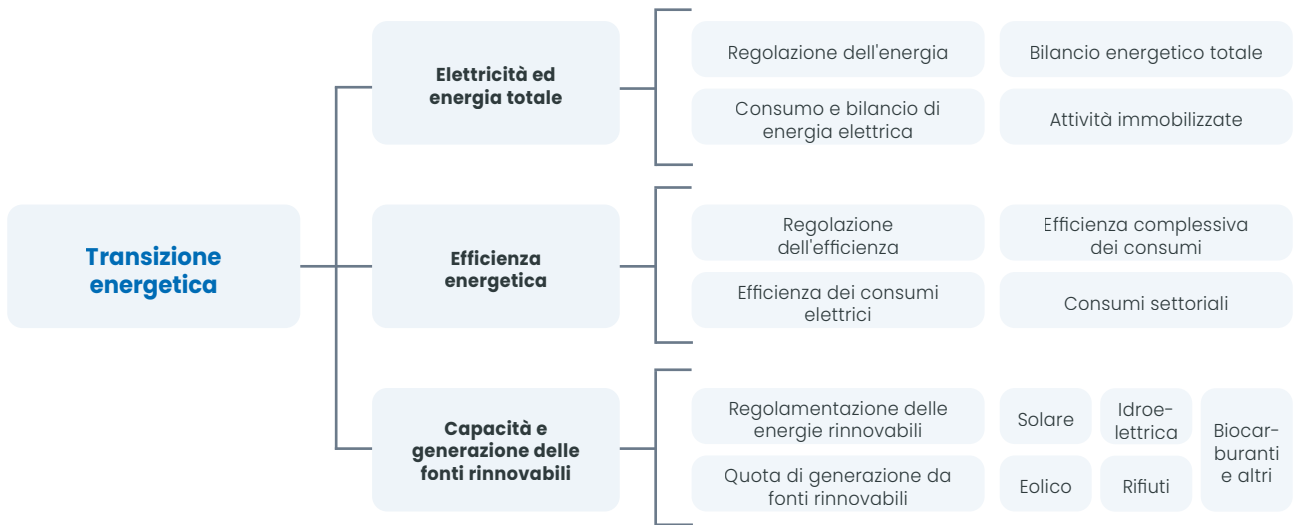 Transizione
energetica
Elettricità ed
energia totale
Regolazione dell'energia
Bilancio energetico totale
Consumo e bilancio di
energia elettrica
Attività immobilizzate
Efficienza
energetica
Regolazione
dell'efficienza
Efficienza complessiva
dei consumi
Efficienza dei consumi
elettrici
Consumi settoriali
Capacità e
generazione delle
fonti rinnovabili
Regolamentazione delle
energie rinnovabili
Quota di generazione da
fonti rinnovabili
Solare
Idroe-
lettrica
Eolico
Rifiuti
Biocar-
buranti
e altri